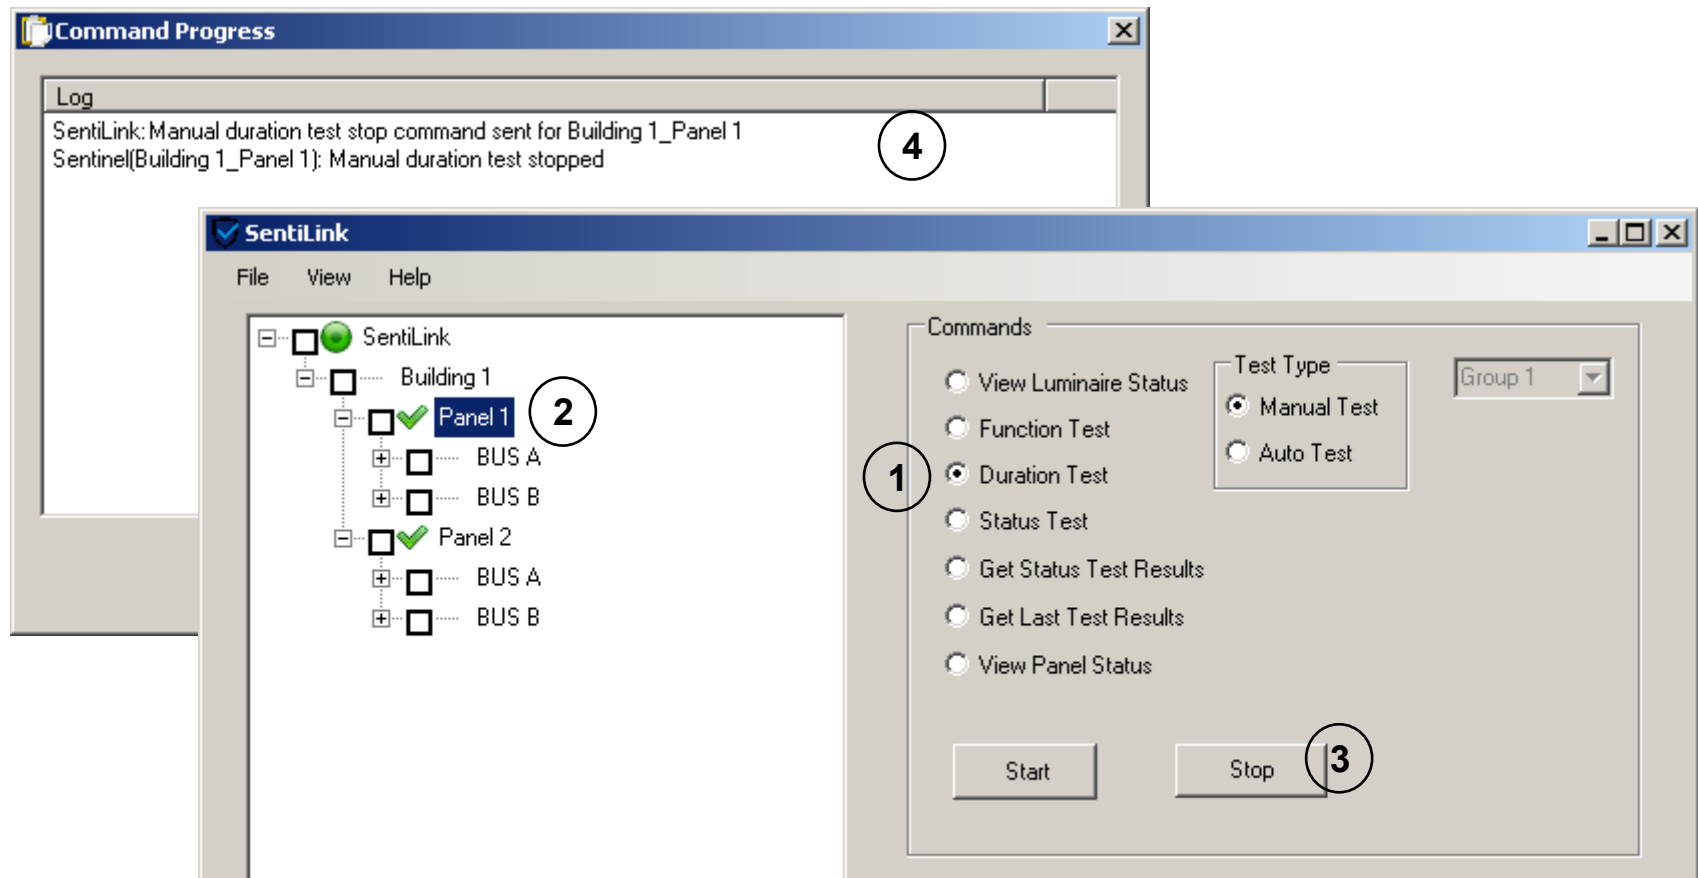 Command Progress
Log
SentiLink: Manual duration test stop command sent for Building 1_Panel 1
Sentinel(Building 1_Panel 1): Manual duration test stopped
4
SentiLink
File View Help
SentiLink
Building 1
Panel 1
2
BUS A
BUS B
Panel 2
BUS A
BUS B
Commands
View Luminaire Status
Function Test
1
Duration Test
Status Test
Get Status Test Results
Get Last Test Results
View Panel Status
Test Type
Manual Test
Auto Test
Group 1
Start
Stop
3